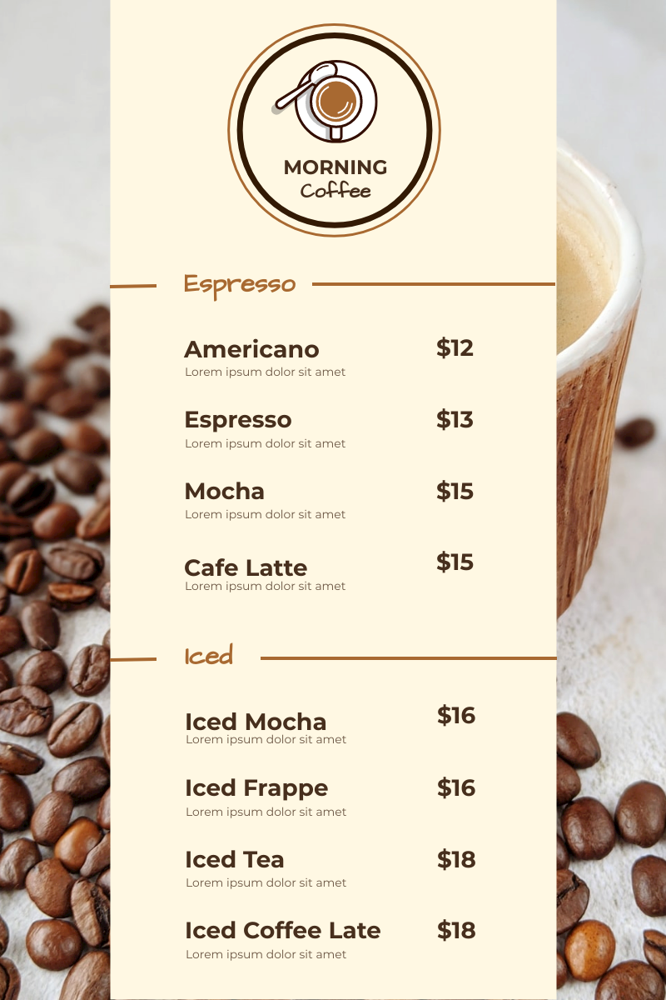 MORNING
Coffee
Espresso
Americano $12
Lorem ipsum dolor sit amet
Espresso $13
Lorem ipsum dolor sit amet
Mocha $15
Lorem ipsum dolor sit amet
Cafe Latte $15
Lorem ipsum dolor sit amet
Iced
Iced Mocha $16
Lorem ipsum dolor sit amet
Iced Frappe $16
Lorem ipsum dolor sit amet
Iced Tea $18
Lorem ipsum dolor sit amet
Iced Coffee Late $18
Lorem ipsum dolor sit amet